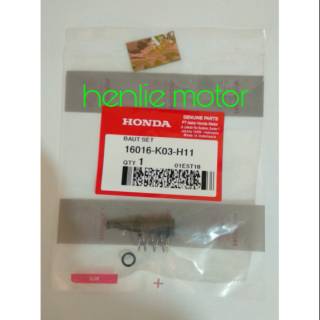 henlie motor
HONDA
GENUINE PARTS
BAUT SET
16016-K03-H11
QTY 1
01EST18